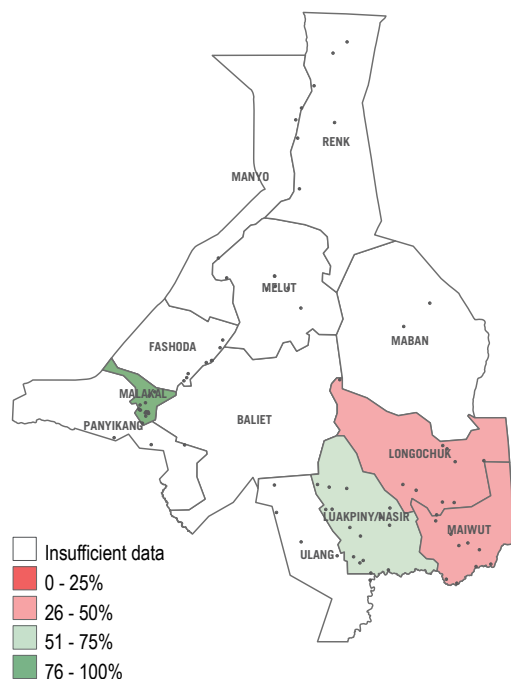 RENK
MANYO
MELUT
MABAN
FASHODA
MALAKAL
PANYIKANG
BALIET
LONGOCHUK
LUAKPINY/NASIR
MAIWUT
ULANG
Insufficient data
0 - 25%
26 - 50%
51 - 75%
76 - 100%